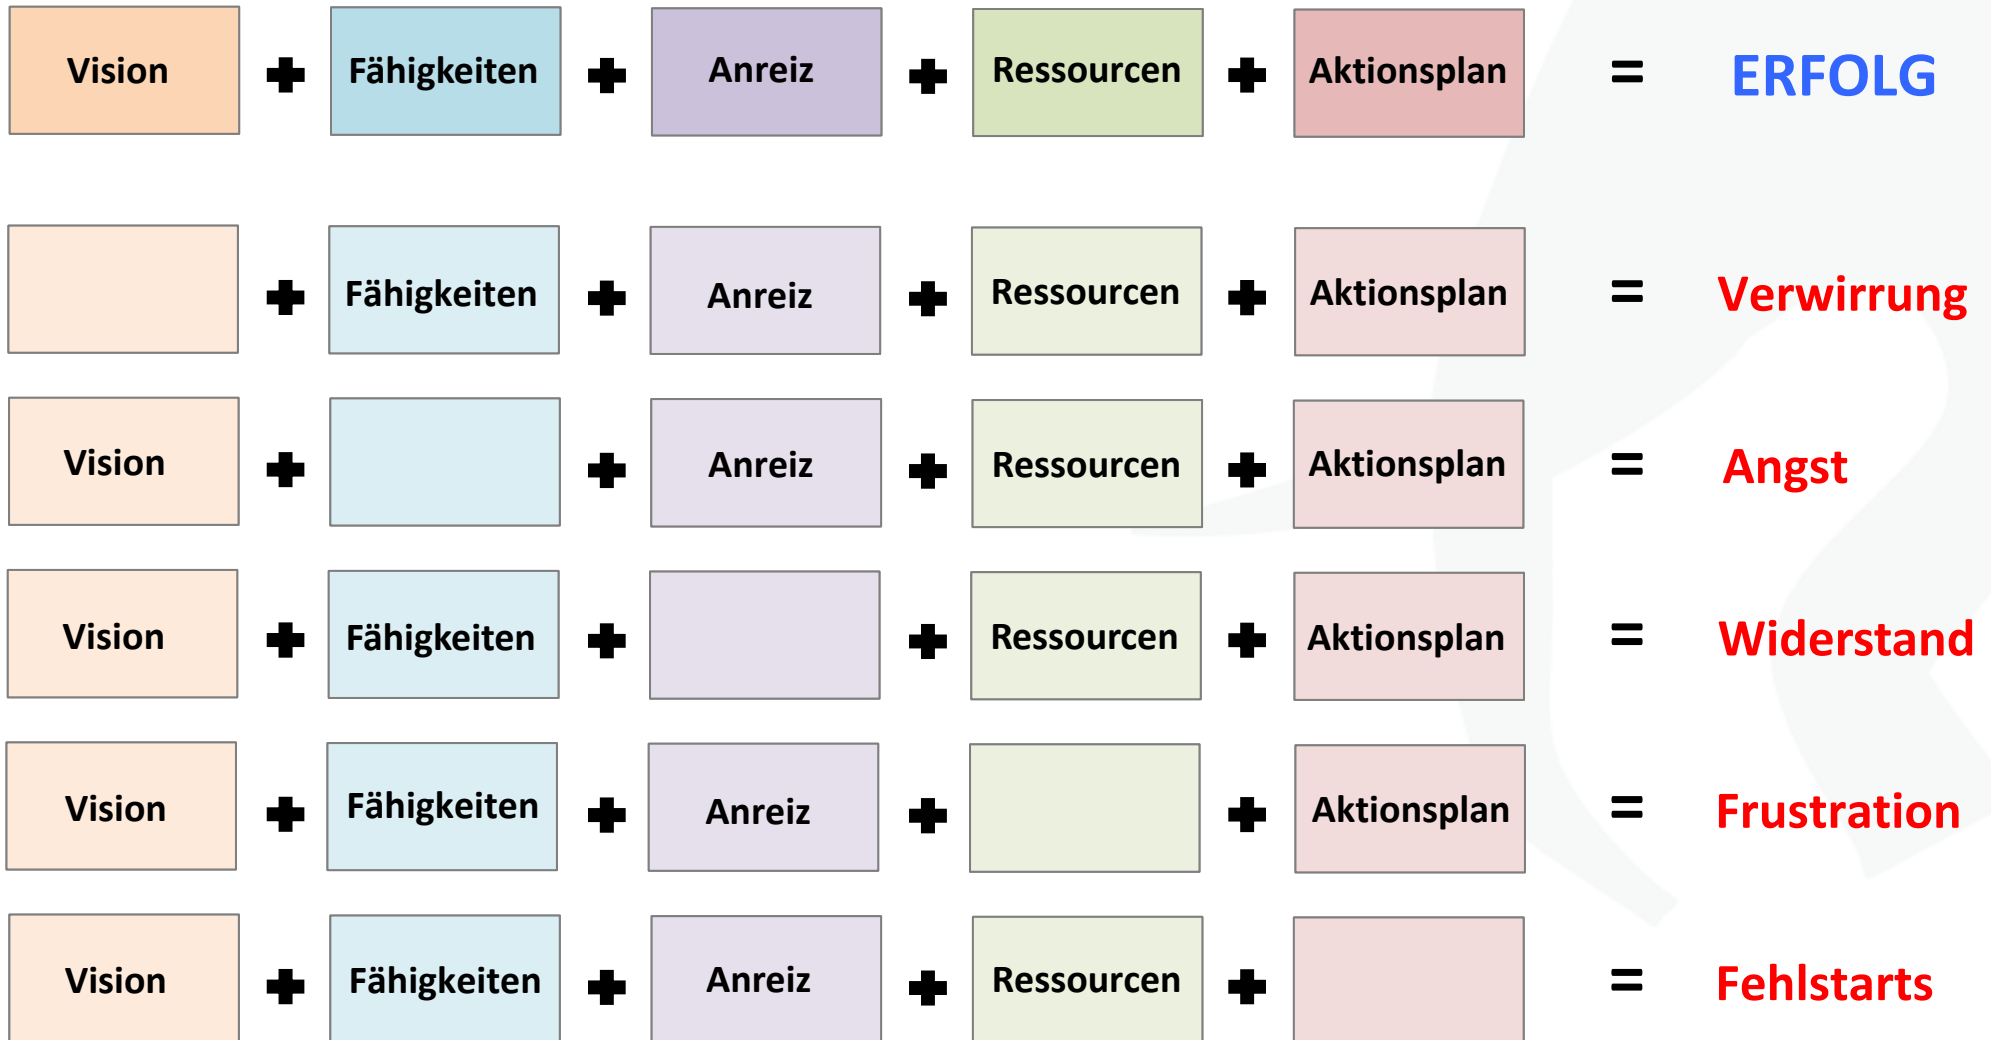 Vision + Fähigkeiten + Anreiz + Ressourcen + Aktionsplan = ERFOLG
+ Fähigkeiten + Anreiz + Ressourcen + Aktionsplan = Verwirrung
Vision + + Anreiz + Ressourcen + Aktionsplan = Angst
Vision + Fähigkeiten + + Ressourcen + Aktionsplan = Widerstand
Vision + Fähigkeiten + Anreiz + + Aktionsplan = Frustration
Vision + Fähigkeiten + Anreiz + Ressourcen + = Fehlstarts